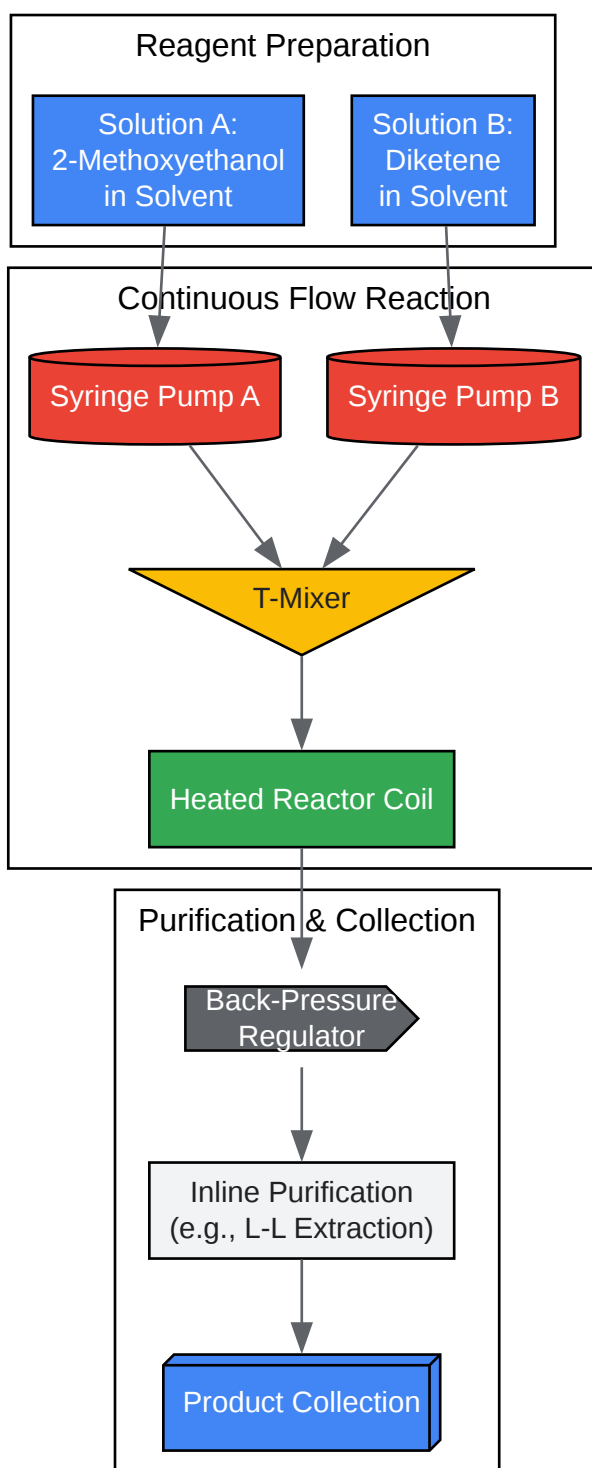 Reagent Preparation
Solution A:
2-Methoxyethanol
in Solvent
Solution B:
Diketene
in Solvent
Continuous Flow Reaction
Syringe Pump A
Syringe Pump B
T-Mixer
Heated Reactor Coil
Purification & Collection
Back-Pressure
Regulator
Inline Purification
(e.g., L-L Extraction)
Product Collection